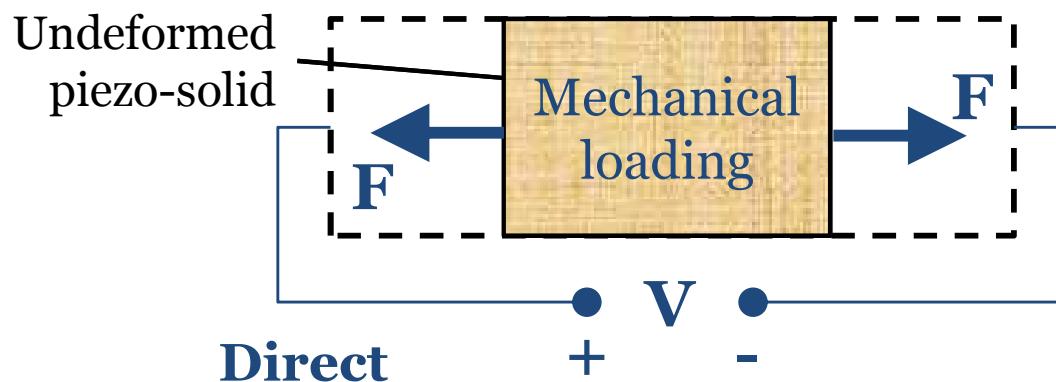 Undeformed
piezo-solid
Mechanical
loading
F
F
V
+ -
Direct